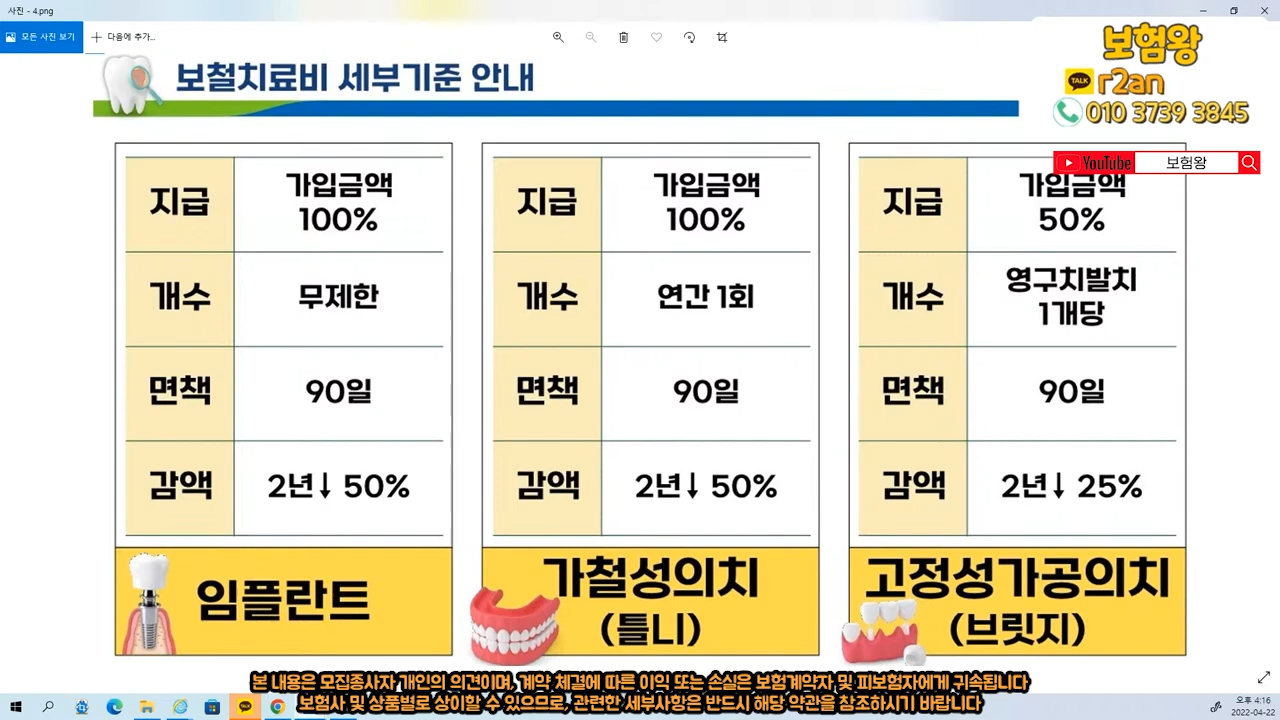 사진 - 4.png
모든 사진 보기
다음에 추가...
보험왕
TALK r2an
010 3739 3845
YouTube 보험왕
보철치료비 세부기준 안내
지급 가입금액 100%
개수 무제한
면책 90일
감액 2년↓ 50%
임플란트
지급 가입금액 100%
개수 연간 1회
면책 90일
감액 2년↓ 50%
가철성의치
(틀니)
지급 가입금액 50%
개수 영구치발치 1개당
면책 90일
감액 2년↓ 25%
고정성가공의치
(브릿지)
본 내용은 모집종사자 개인의 의견이며, 계약 체결에 따른 이익 또는 손실은 보험계약자 및 피보험자에게 귀속됩니다
보험사 및 상품별로 상이할 수 있으므로, 관련한 세부사항은 반드시 해당 약관을 참조하시기 바랍니다
오후 4:16
2022-04-22